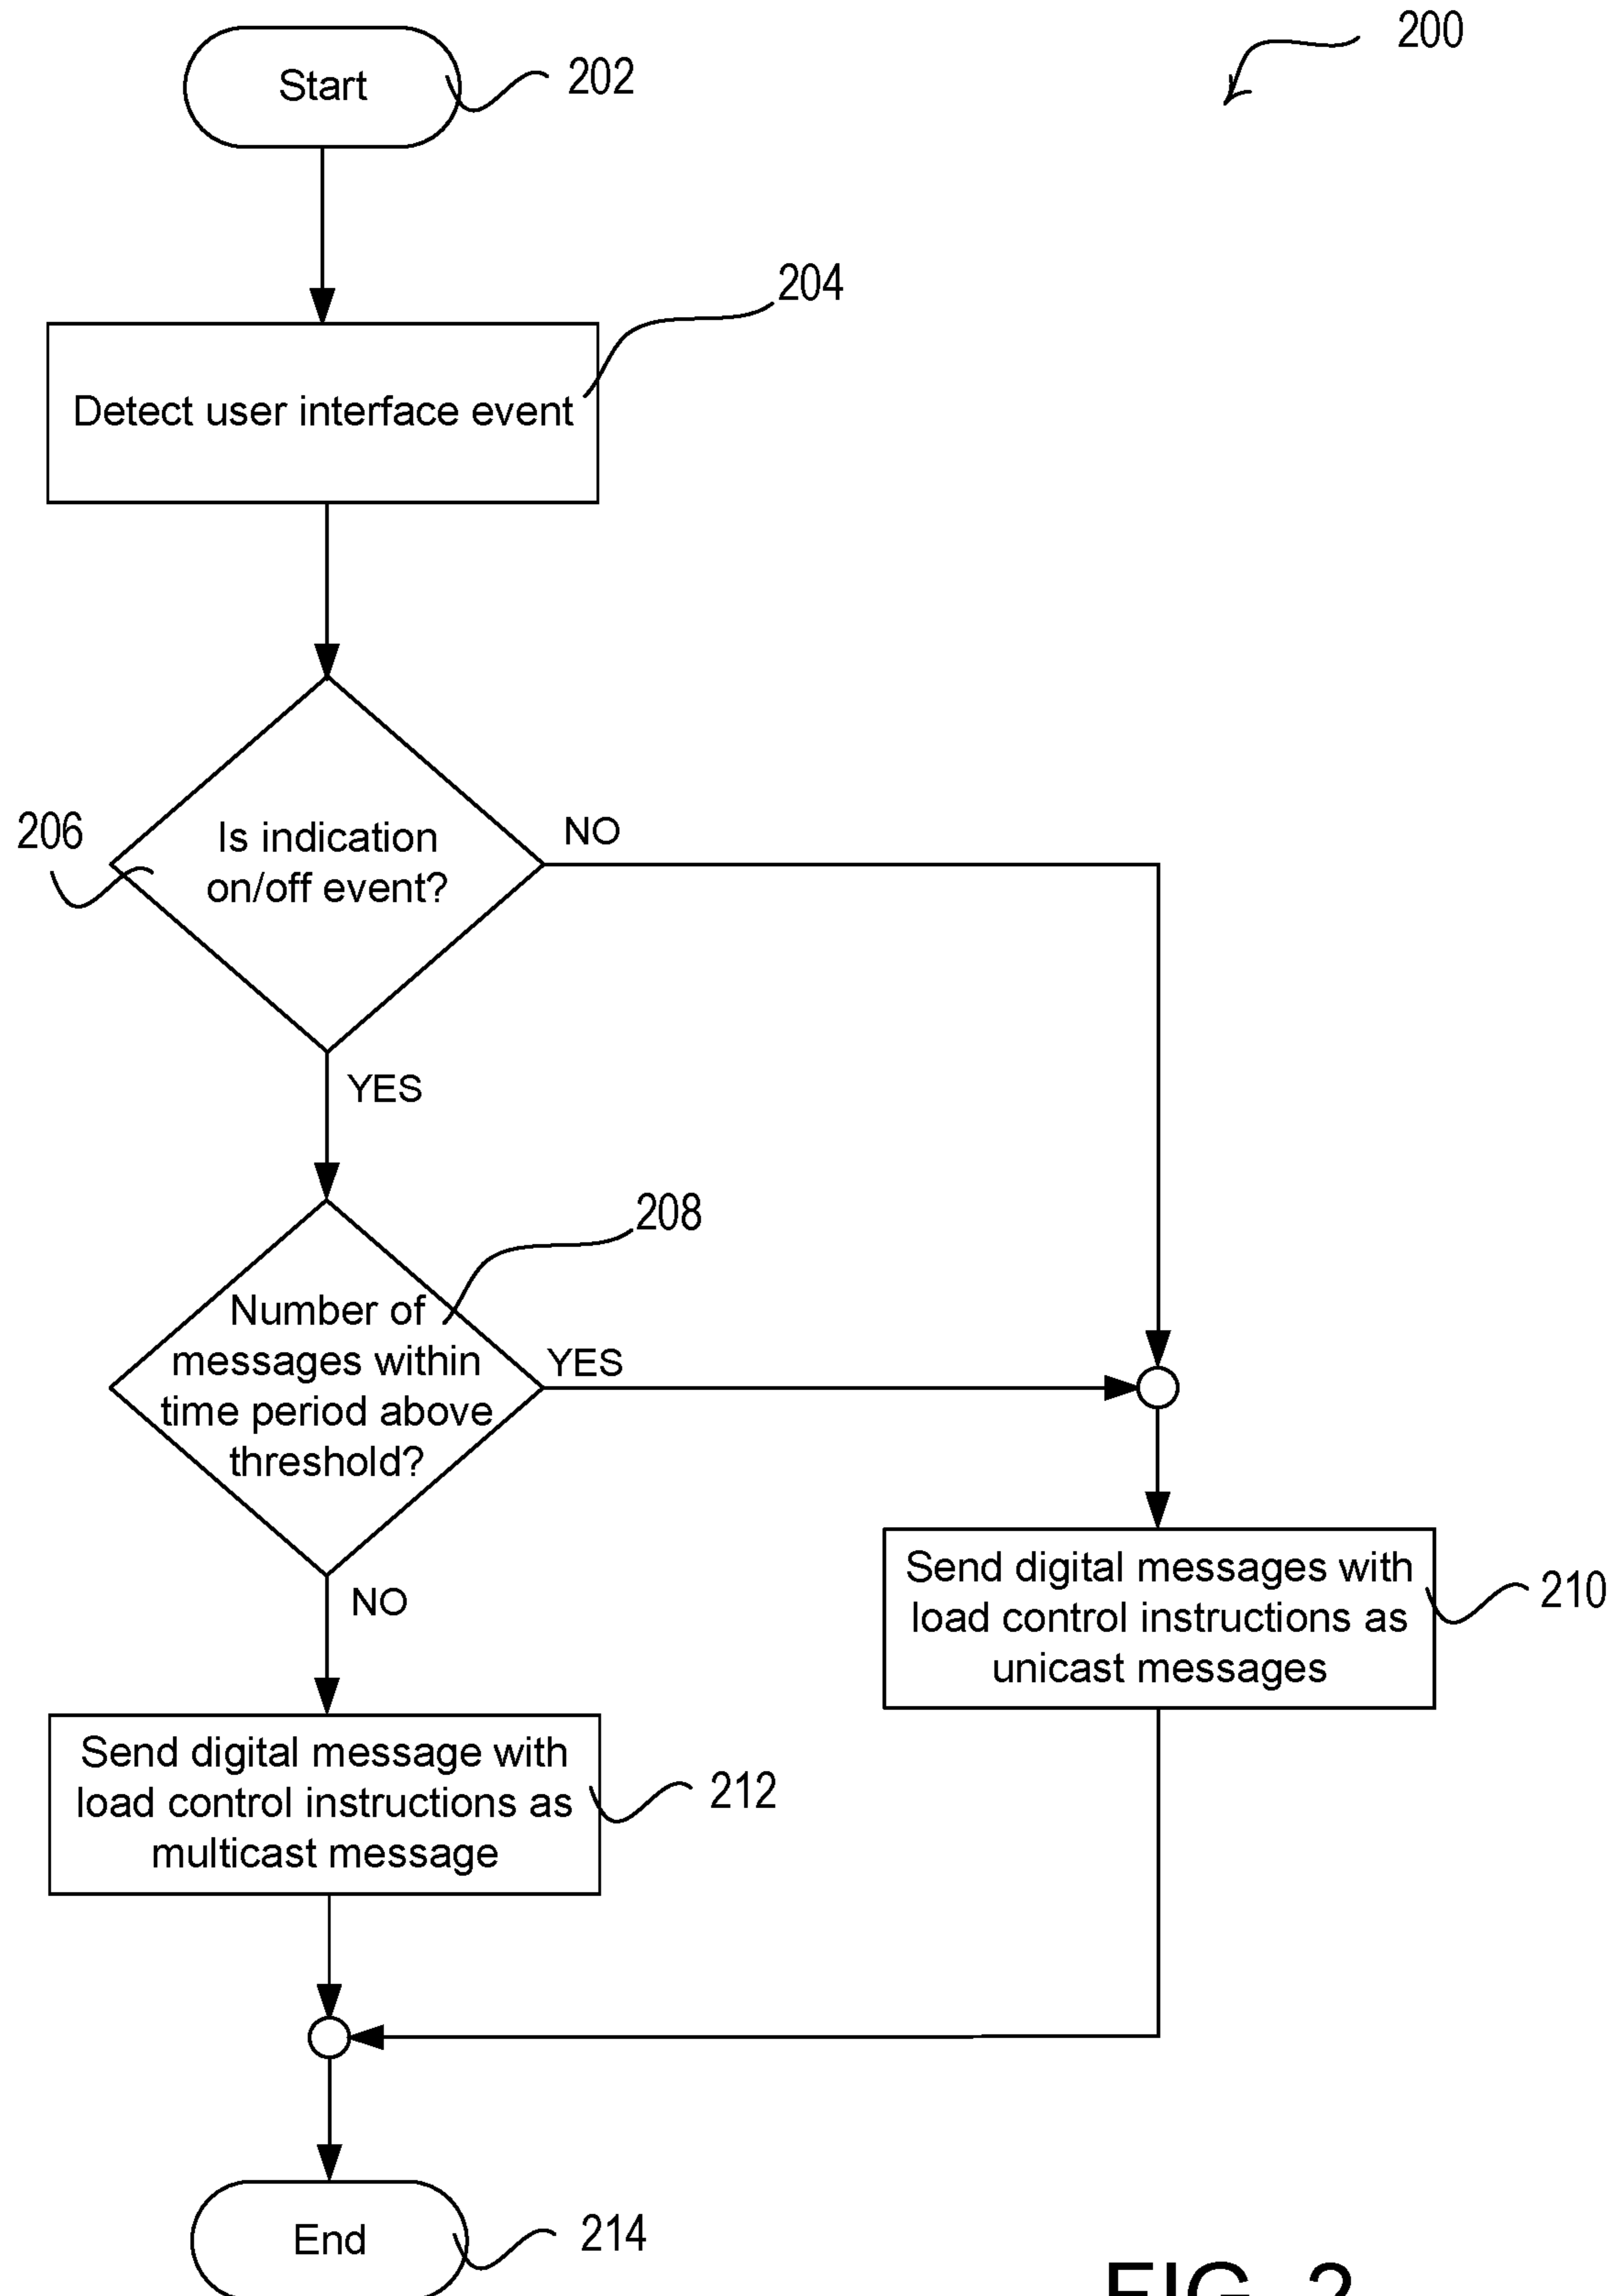 200
Start
202
204
Detect user interface event
206
Is indication
on/off event?
NO
YES
208
Number of
messages within
time period above
threshold?
YES
NO
Send digital messages with
load control instructions as
unicast messages
210
Send digital message with
load control instructions as
multicast message
212
End
214
FIG. 2